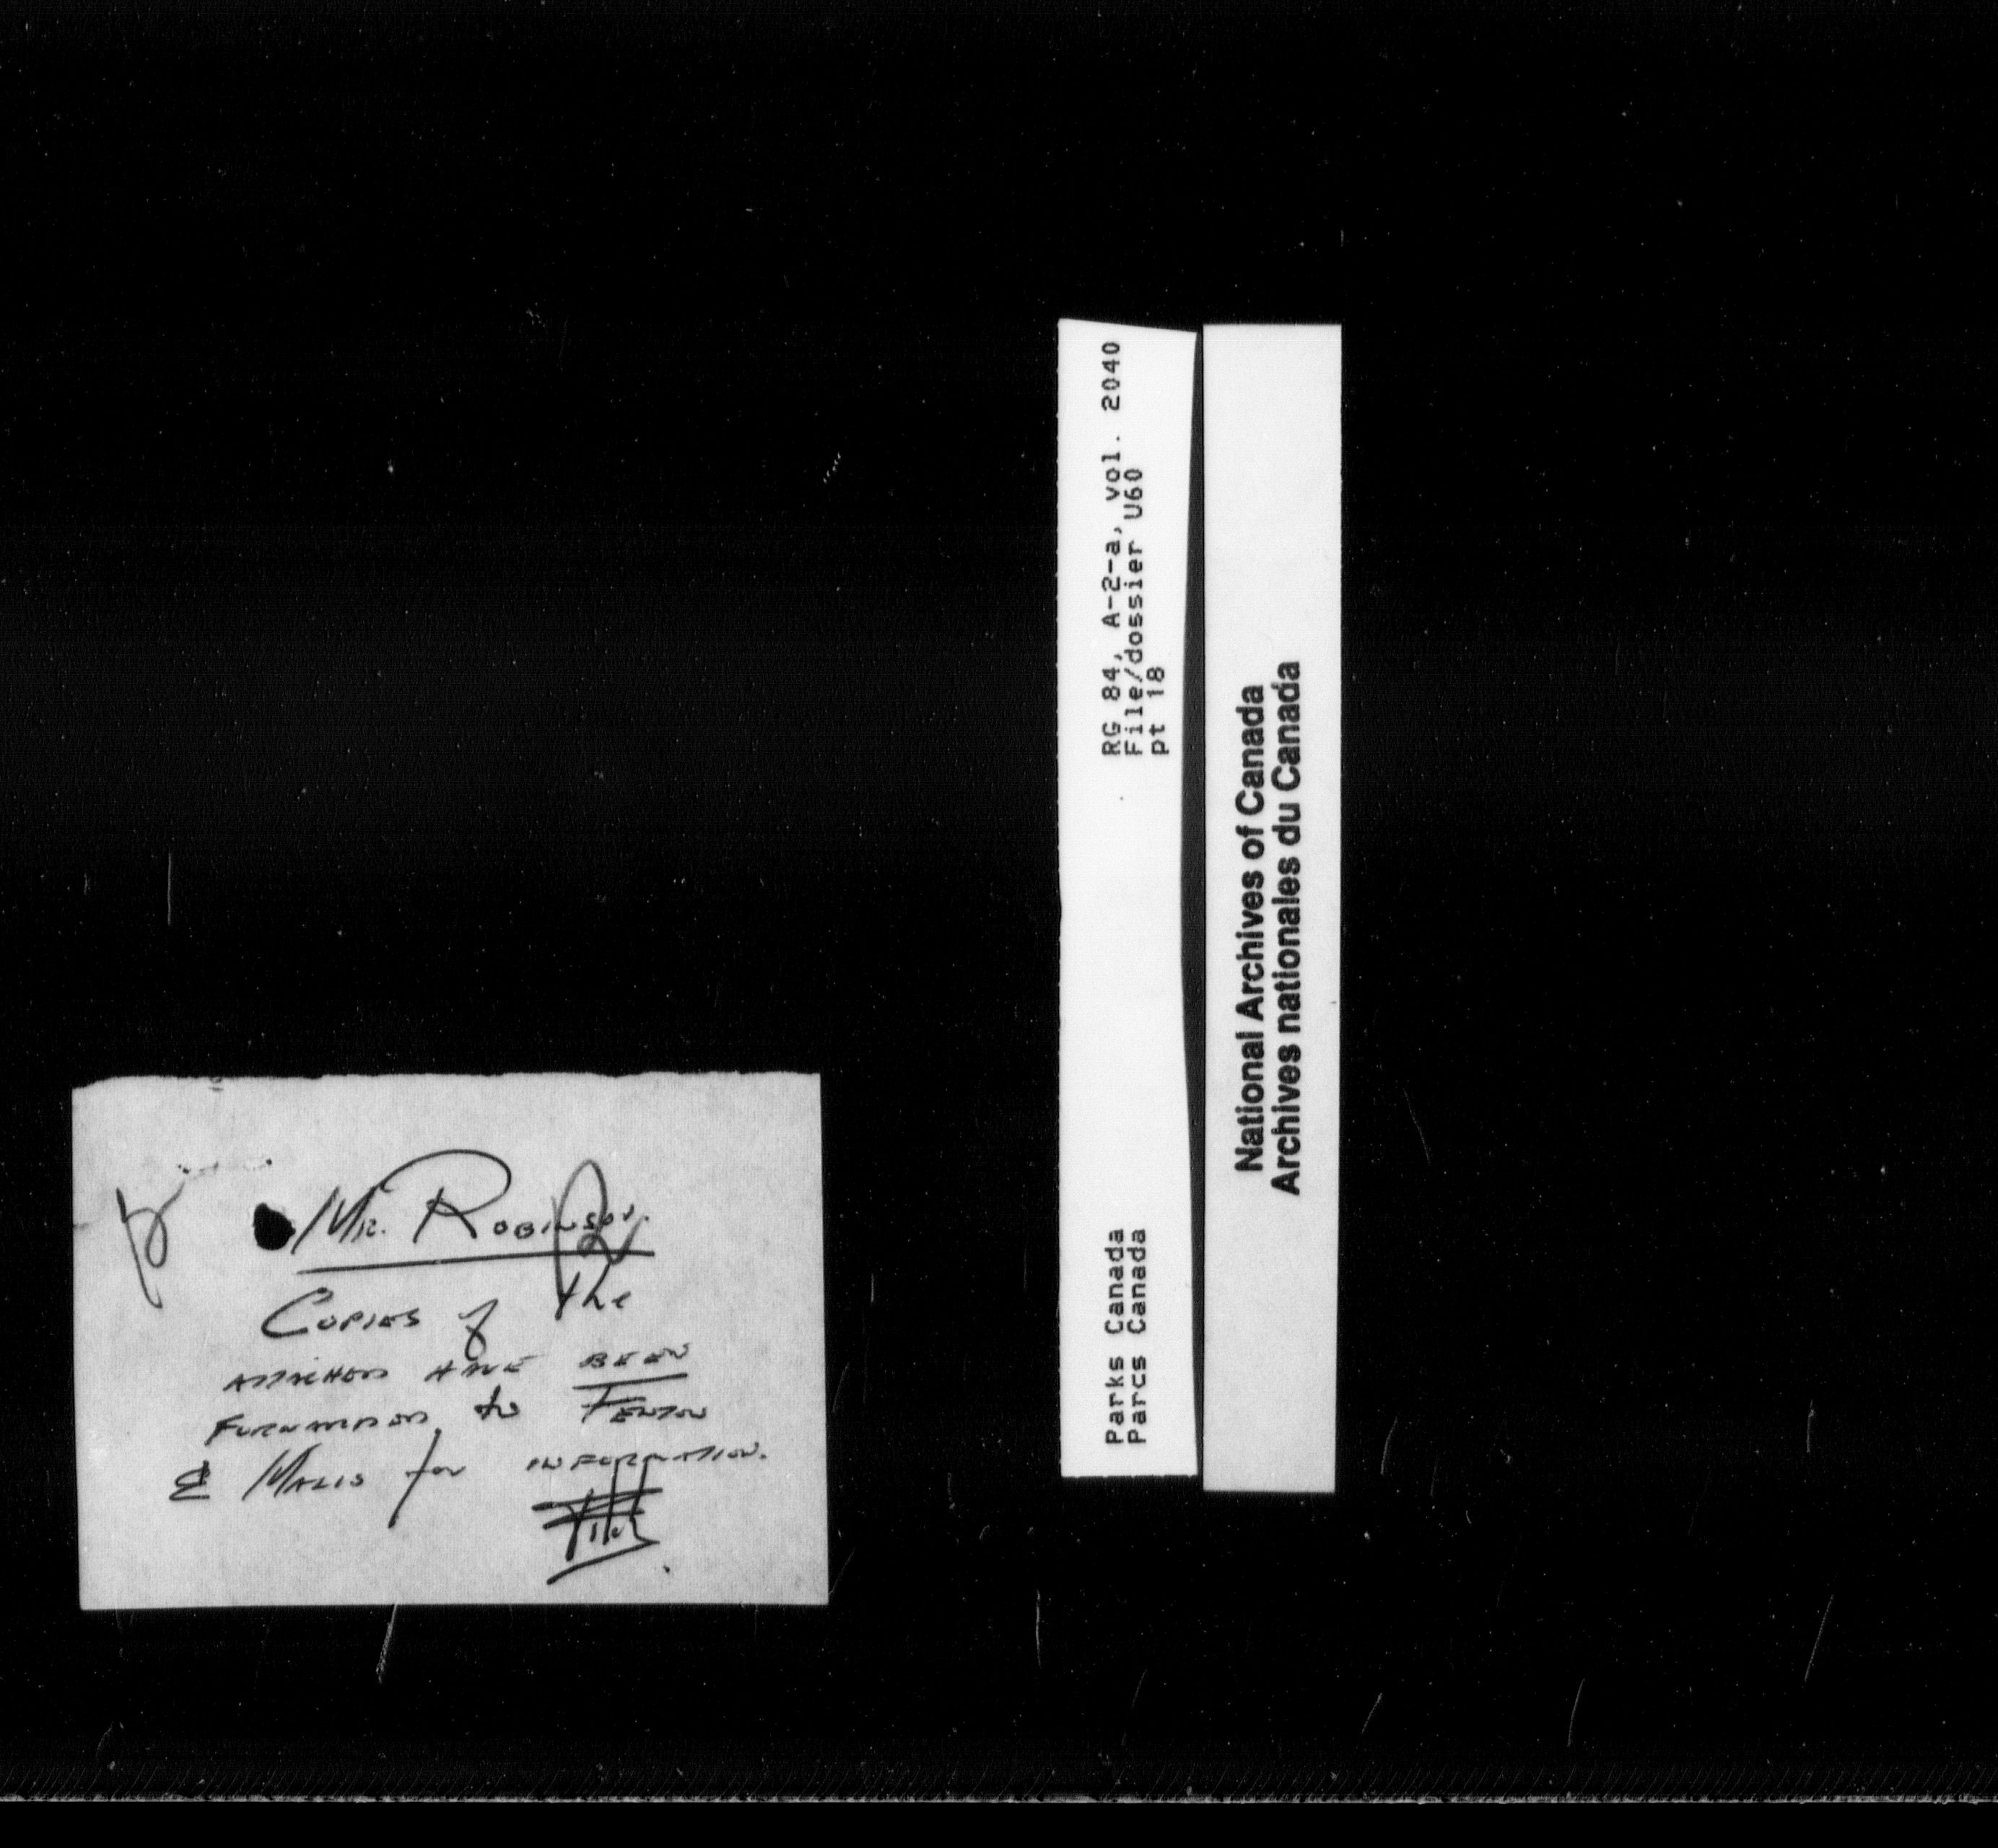 Mr. Robinson.
Copies of the
attached have been
forwarded to Fenton
& Malis for information.
RG 84, A-2-a, vol. 2040
File/dossier U60
pt 18
Parks Canada
Parcs Canada
National Archives of Canada
Archives nationales du Canada